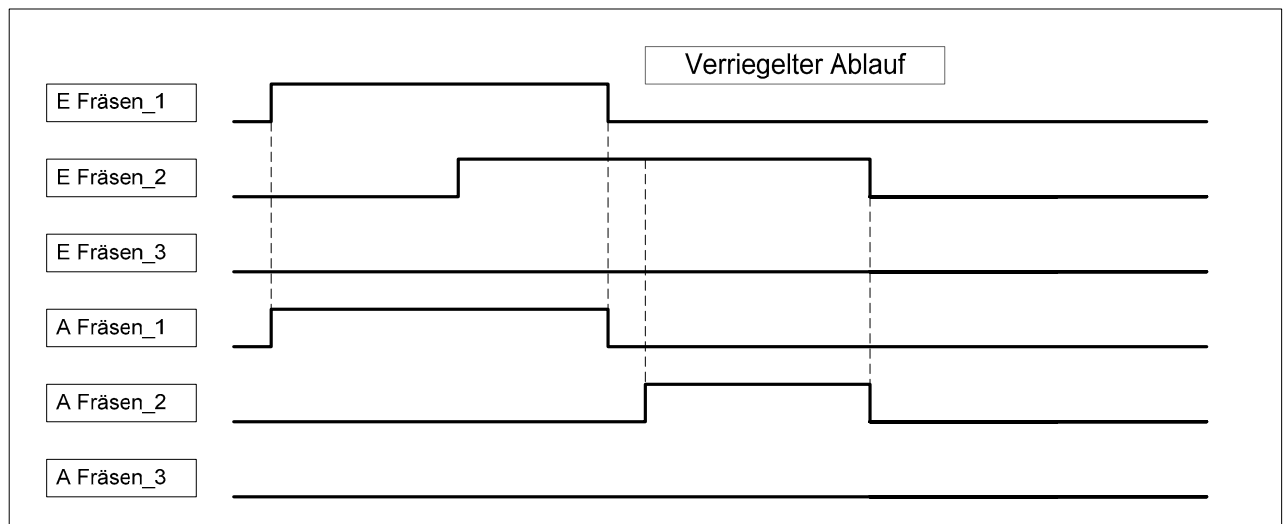 Verriegelter Ablauf
E Fräsen_1
E Fräsen_2
E Fräsen_3
A Fräsen_1
A Fräsen_2
A Fräsen_3